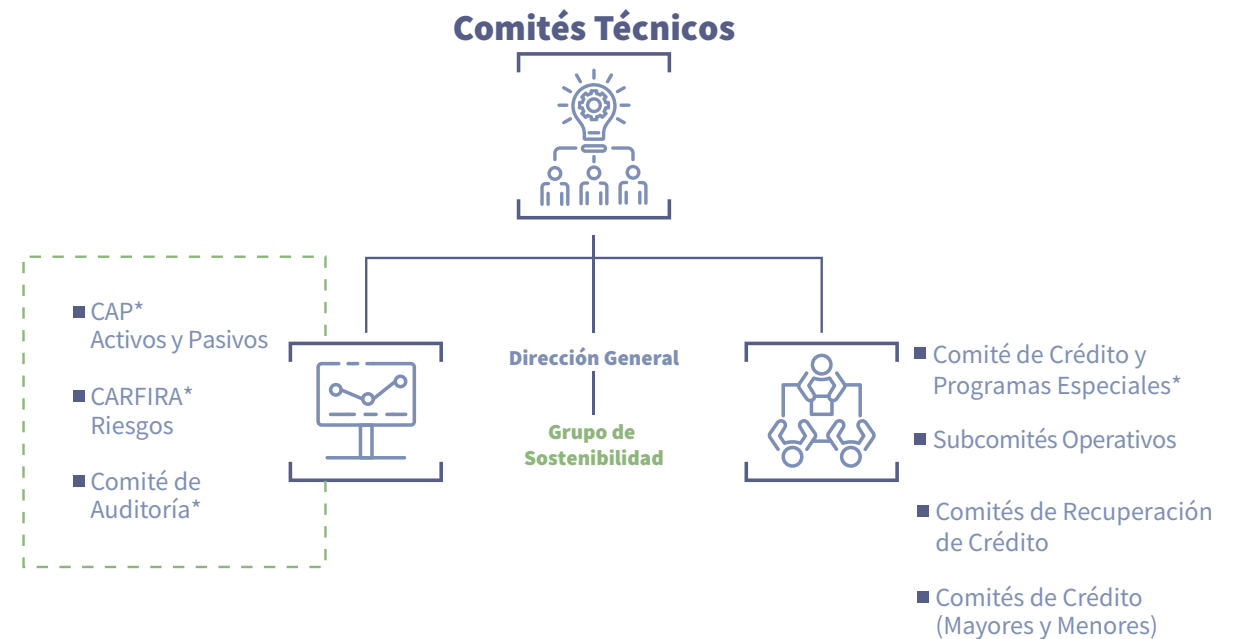 Comités Técnicos
CAP*
Activos y Pasivos
CARFIRA*
Riesgos
Comité de
Auditoría*
Dirección General
Grupo de
Sostenibilidad
Comité de Crédito y
Programas Especiales*
Subcomités Operativos
Comités de Recuperación
de Crédito
Comités de Crédito
(Mayores y Menores)